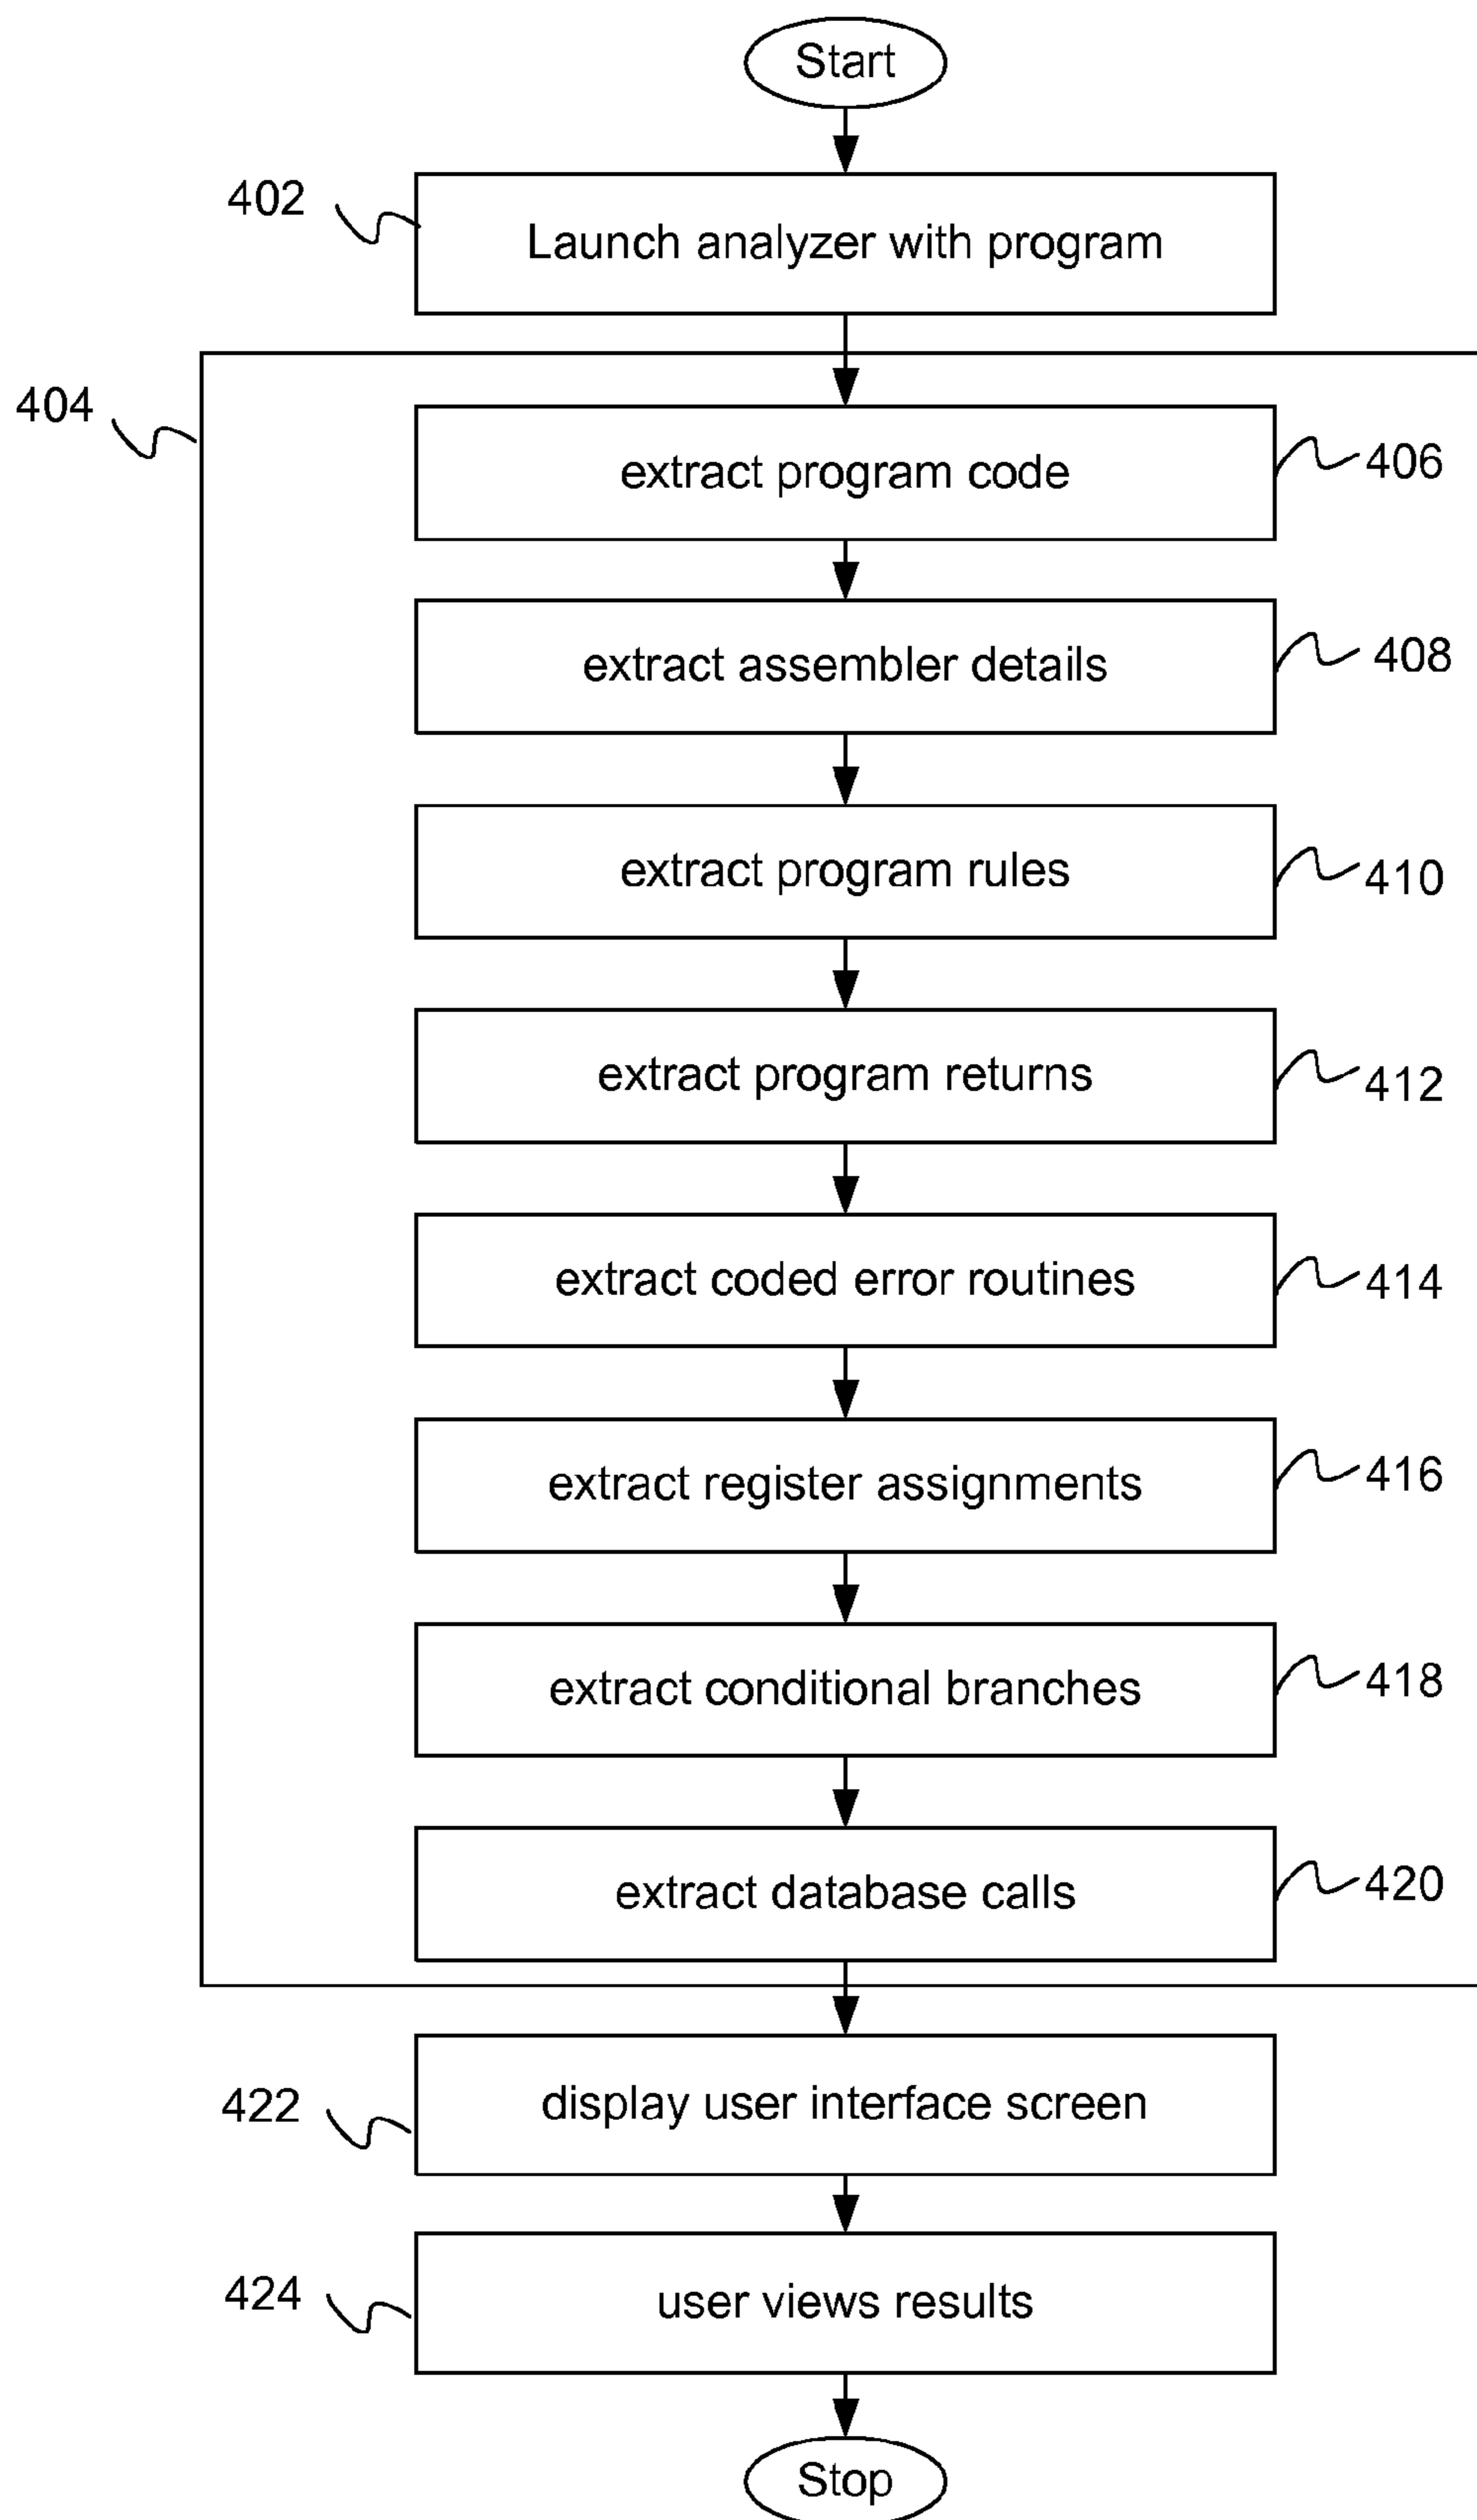 Start
402
Launch analyzer with program
404
extract program code
406
extract assembler details
408
extract program rules
410
extract program returns
412
extract coded error routines
414
extract register assignments
416
extract conditional branches
418
extract database calls
420
display user interface screen
422
user views results
424
Stop